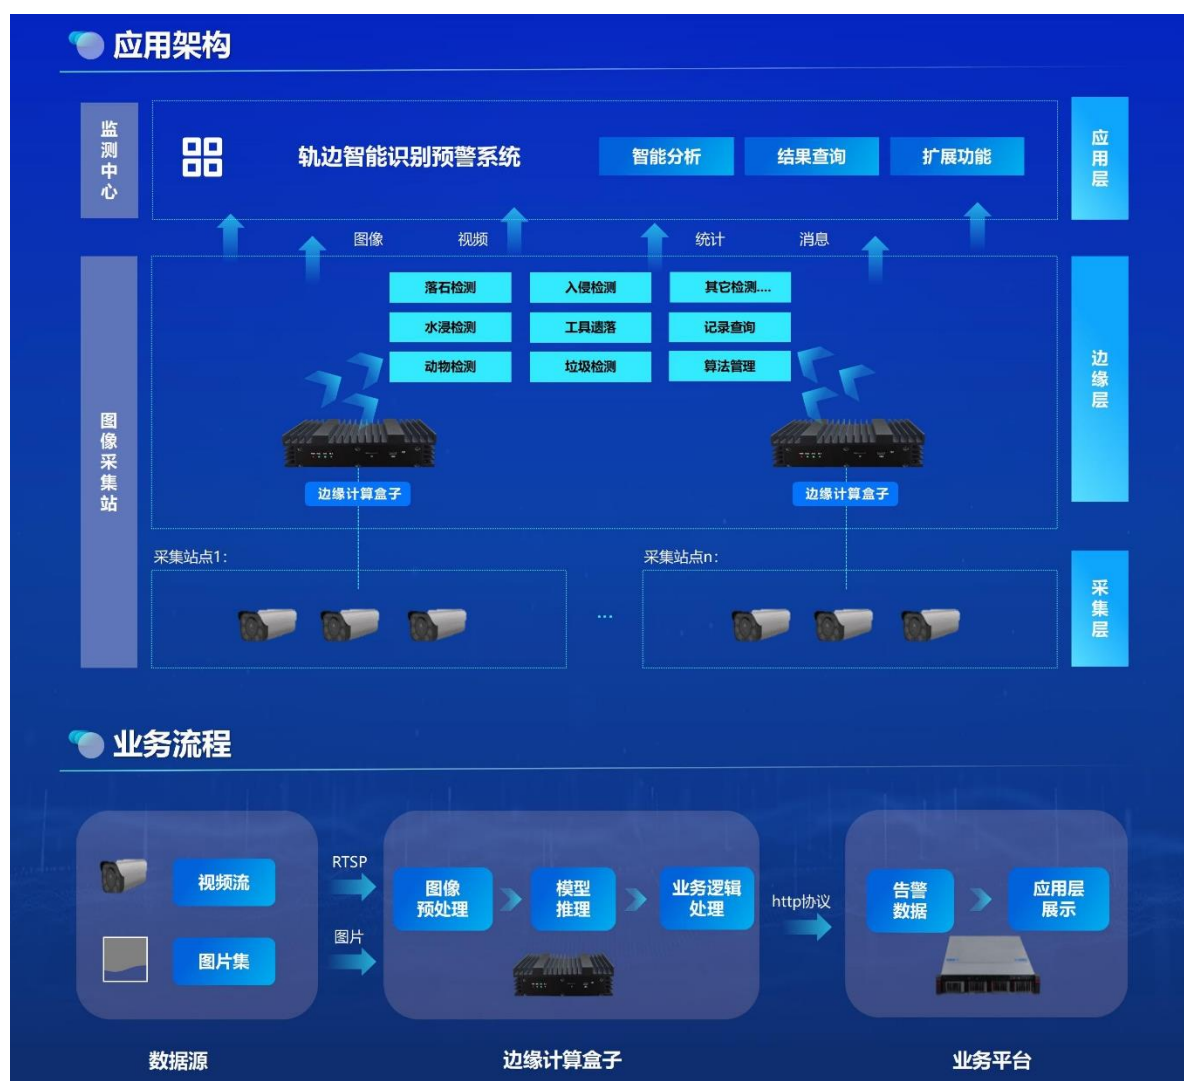 应用架构
监测中心
轨边智能识别预警系统
智能分析
结果查询
扩展功能
应用层
图像
视频
统计
消息
落石检测
入侵检测
其它检测....
水浸检测
工具遗落
记录查询
动物检测
垃圾检测
算法管理
图像采集站
边缘层
边缘计算盒子
边缘计算盒子
采集站点1:
采集站点n:
...
采集层
业务流程
视频流
RTSP
图像
预处理
模型
推理
业务逻辑
处理
http协议
告警
数据
应用层
展示
图片集
图片
数据源
边缘计算盒子
业务平台